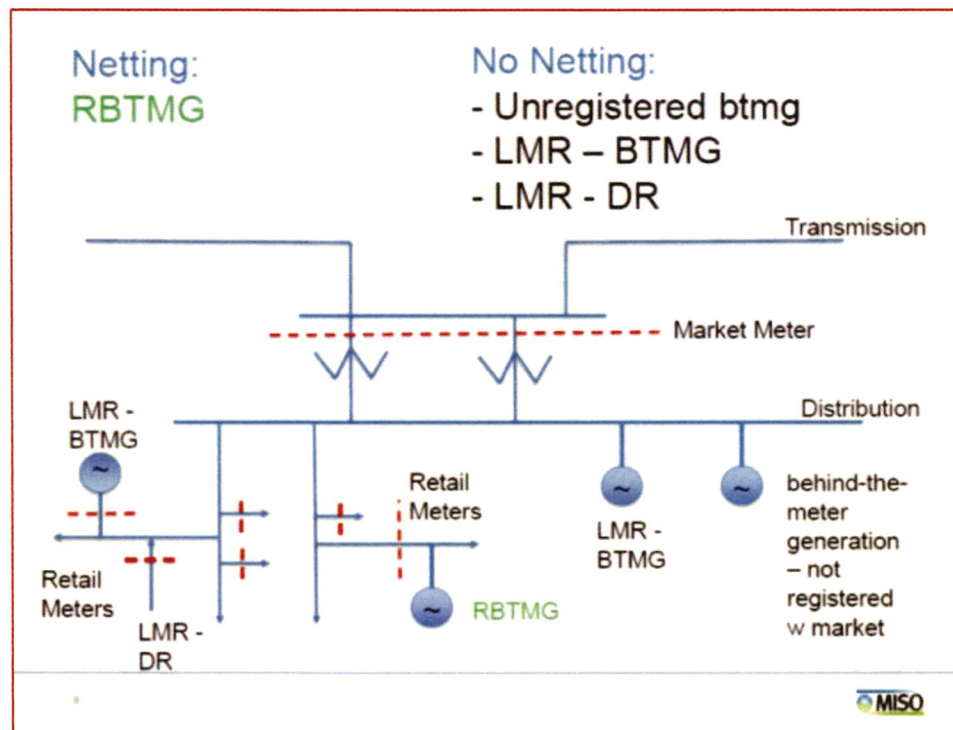 Netting:
RBTMG
No Netting:
- Unregistered btmg
- LMR – BTMG
- LMR - DR
Transmission
Market Meter
Distribution
LMR -
BTMG
Retail
Meters
LMR -
DR
Retail
Meters
RBTMG
LMR -
BTMG
behind-the-
meter
generation
– not
registered
w market
MISO